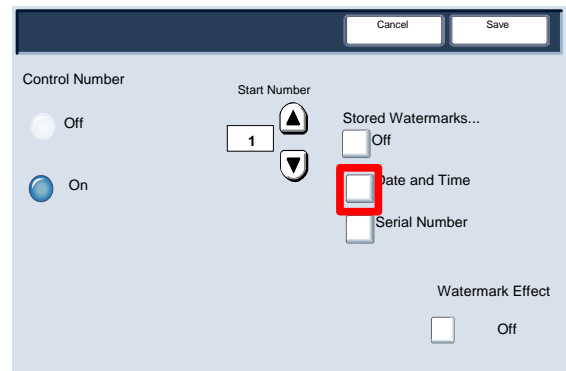 Cancel
Save
Control Number
Start Number
Off
1
Stored Watermarks...
Off
On
Date and Time
Serial Number
Watermark Effect
Off